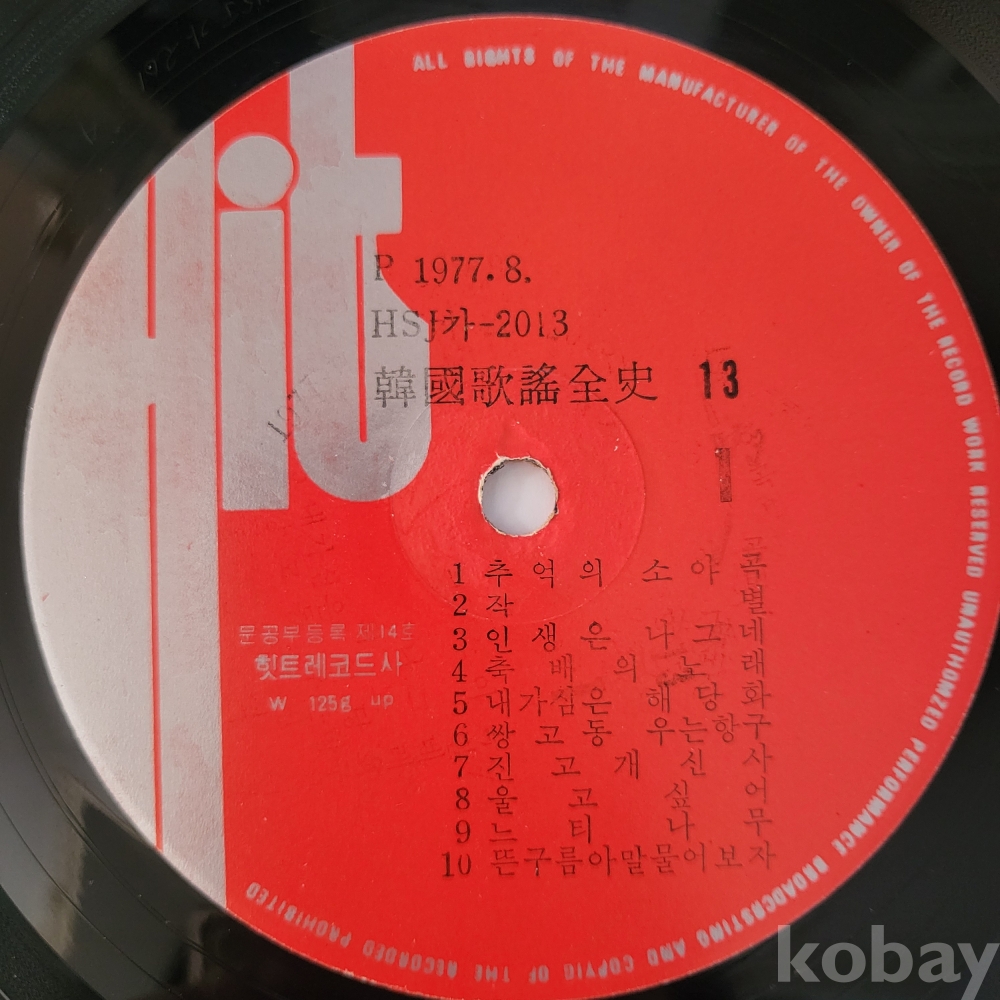 Hit
ALL RIGHTS OF THE MANUFACTURER OF THE OWNER OF THE RECORD WORK RESERVED UNAUTHOMZED PERFORMANCE BROADCRSTING AND COPYIG OF THE RECORDED PROHIBITED
P 1977.8.
HSJ가-2013
韓國歌謠全史 13
1
1 추억의 소야곡
2 작별
3 인생은 나그네
4 축배의 노래
5 내가심은 해당화
6 쌍고동 우는항구
7 진고개 신사
8 울고 싶어
9 느티나무
10 뜬구름아말물어보자
문공부등록 제14호
힛트레코드사
W 125g up
kobay